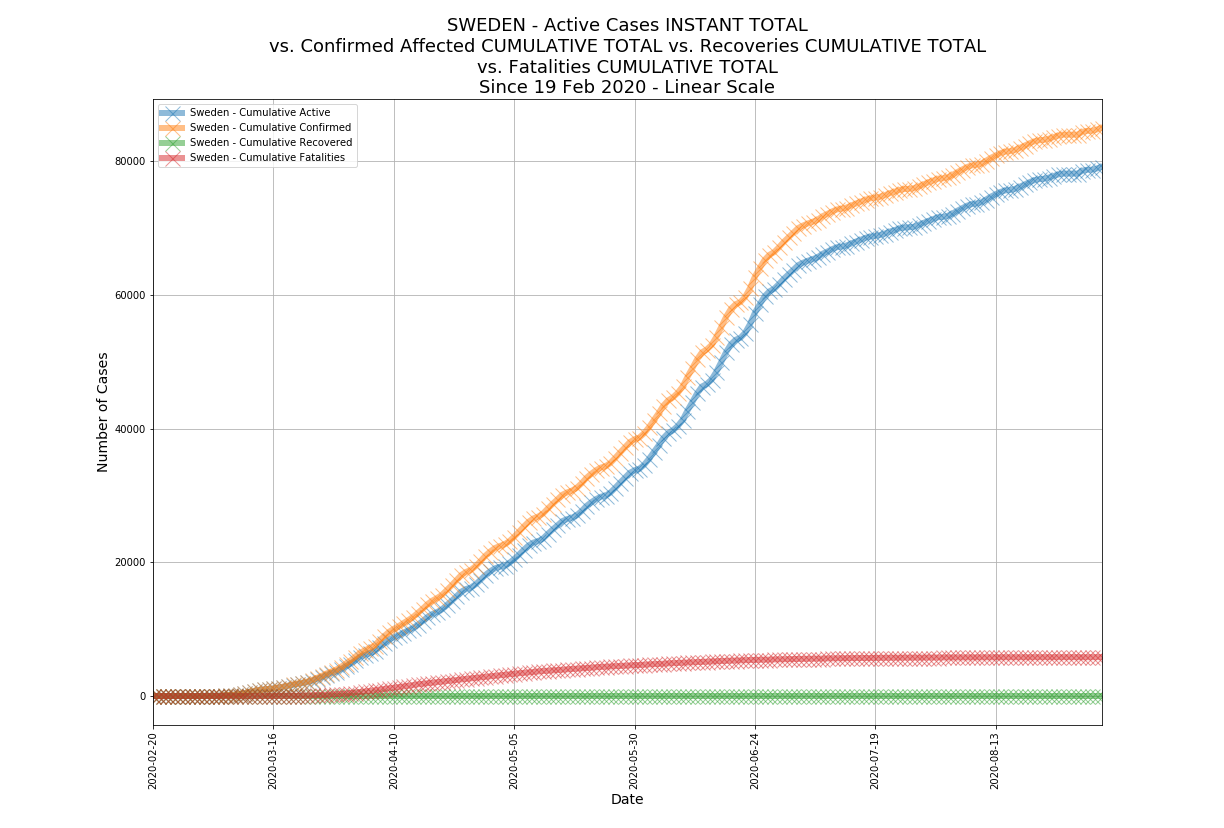 SWEDEN - Active Cases INSTANT TOTAL
vs. Confirmed Affected CUMULATIVE TOTAL vs. Recoveries CUMULATIVE TOTAL
vs. Fatalities CUMULATIVE TOTAL
Since 19 Feb 2020 - Linear Scale
Sweden - Cumulative Active
Sweden - Cumulative Confirmed
Sweden - Cumulative Recovered
Sweden - Cumulative Fatalities
Number of Cases
80000
60000
40000
20000
0
2020-02-20
2020-03-16
2020-04-10
2020-05-05
2020-05-30
2020-06-24
2020-07-19
2020-08-13
Date